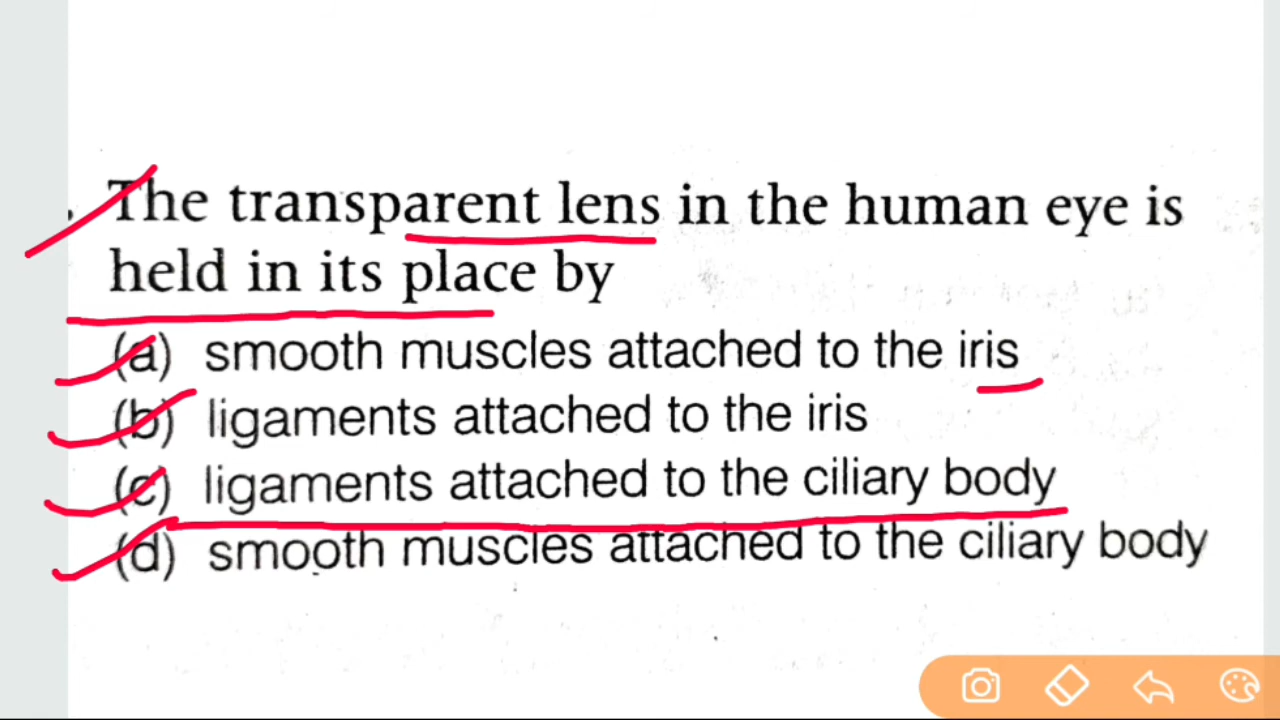 The transparent lens in the human eye is
held in its place by
(a) smooth muscles attached to the iris
(b) ligaments attached to the iris
(c) ligaments attached to the ciliary body
(d) smooth muscles attached to the ciliary body